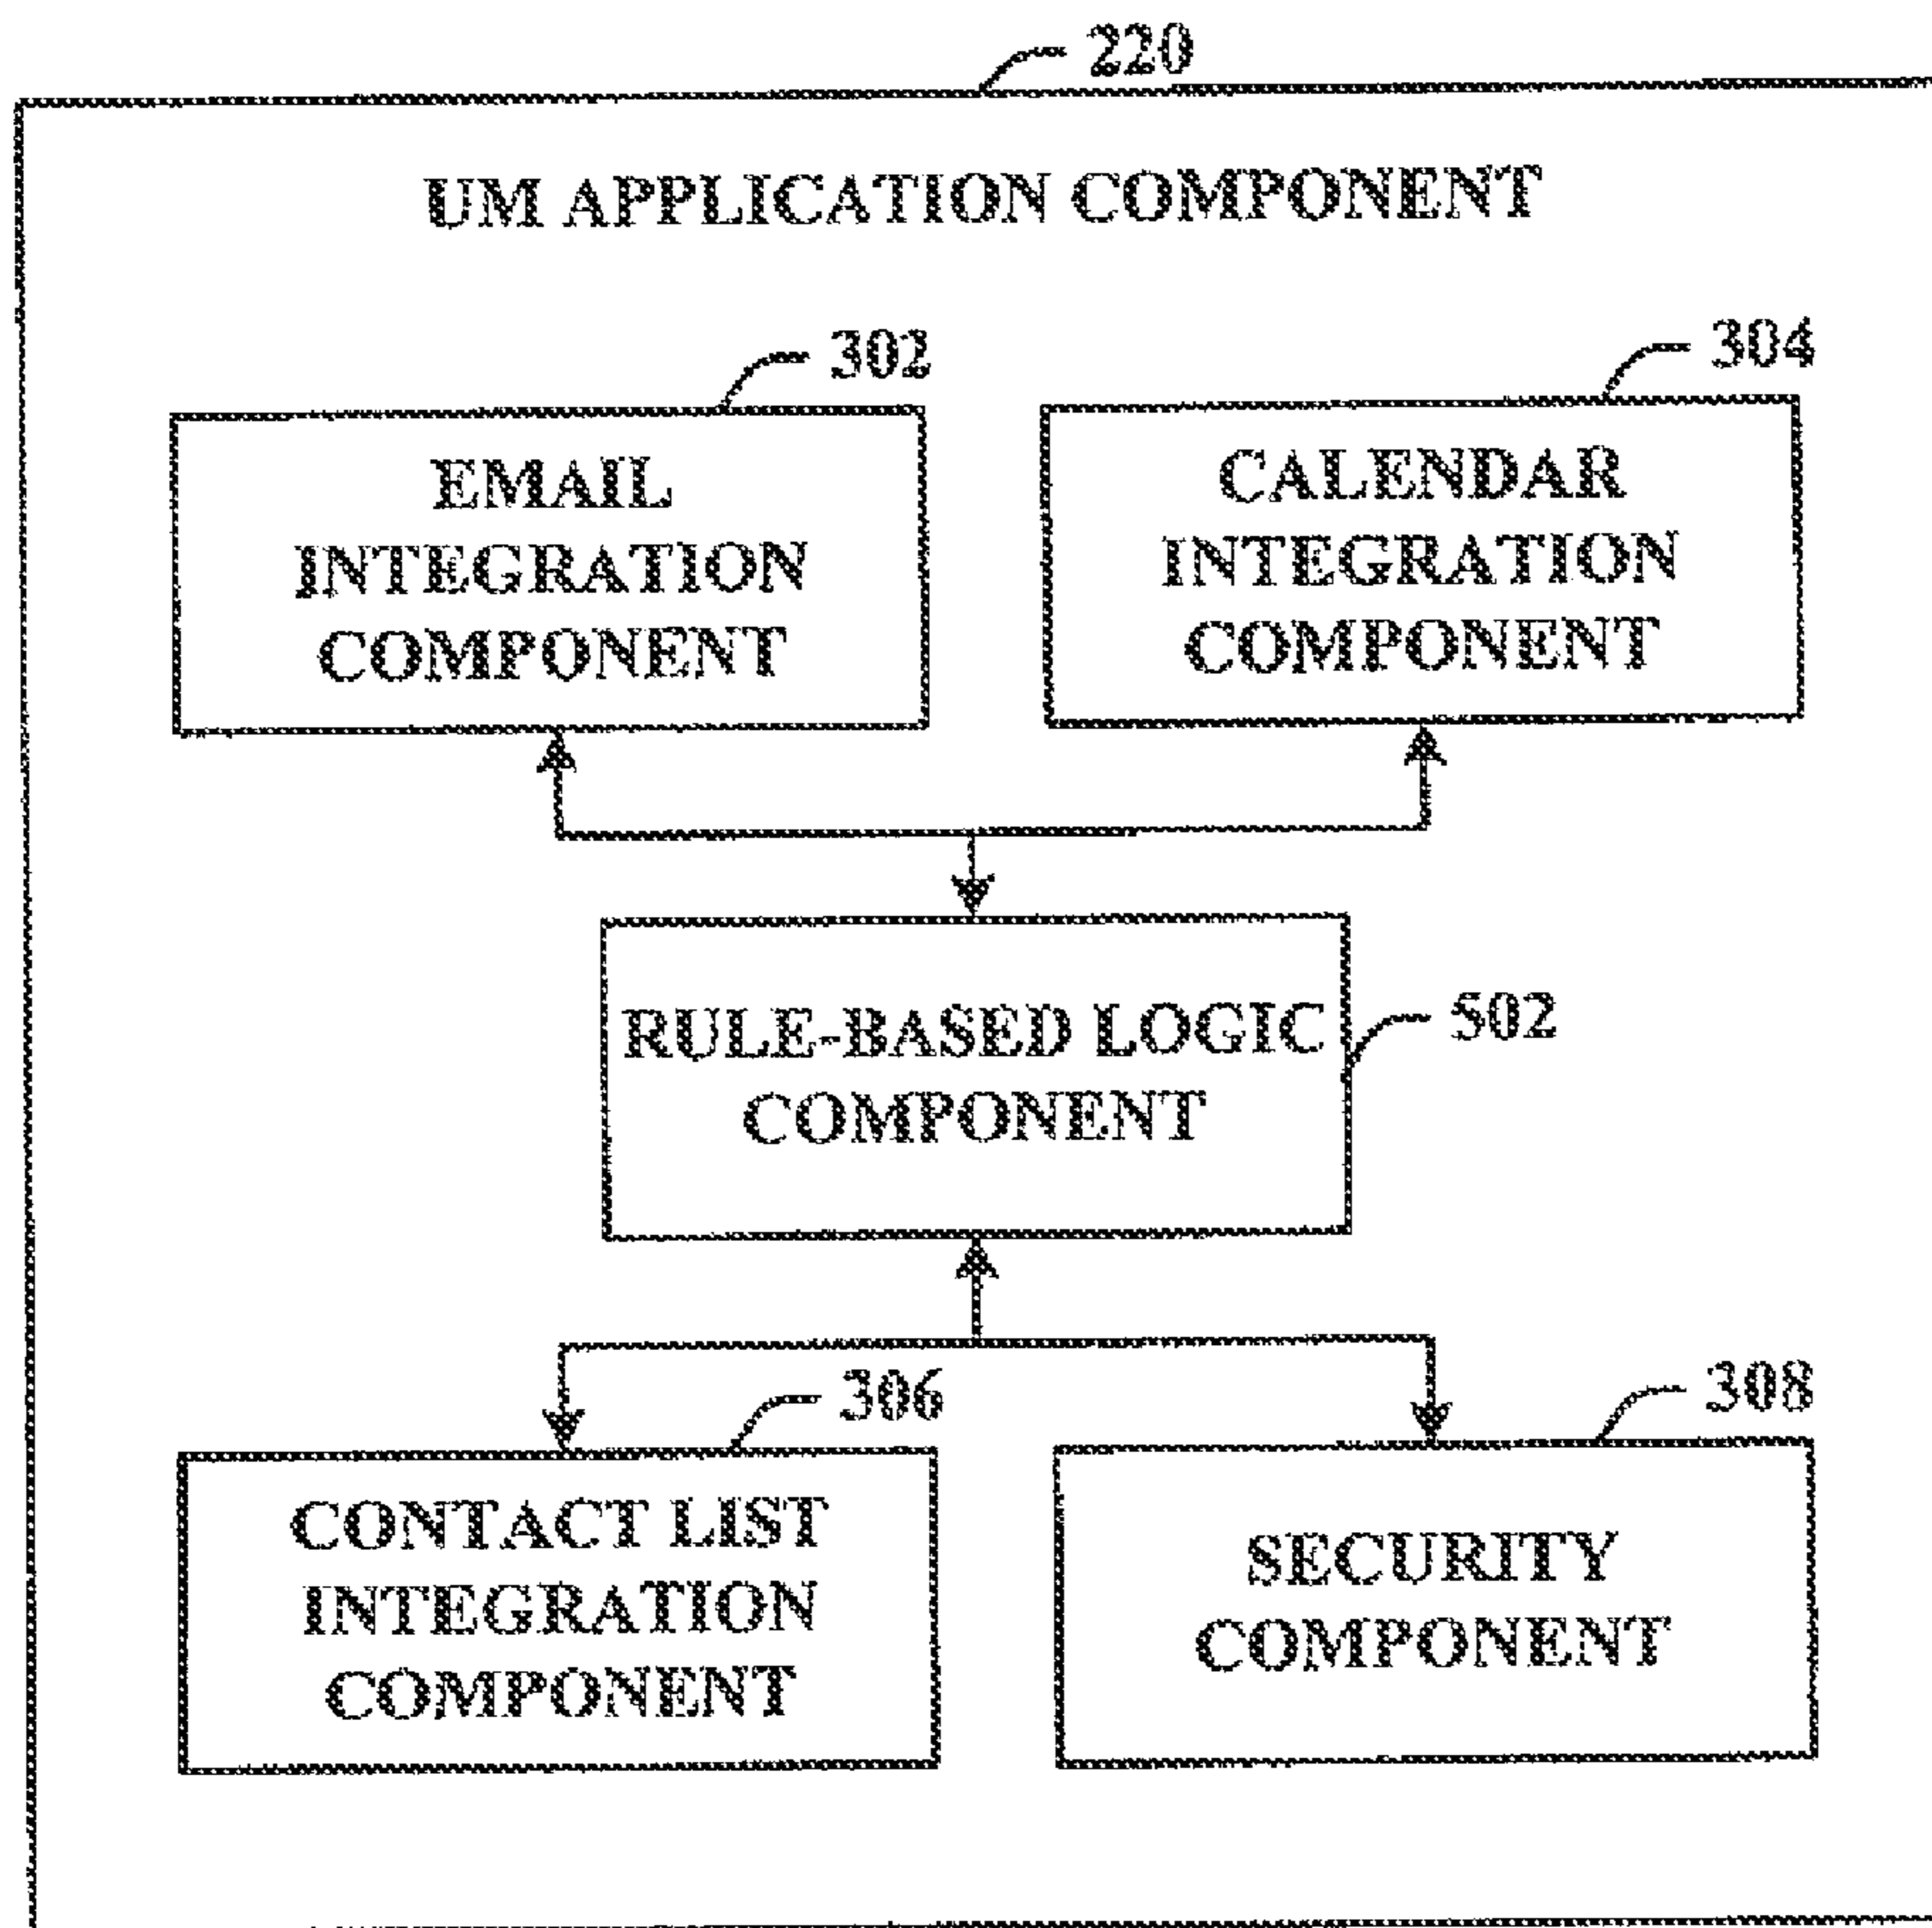 220
UM APPLICATION COMPONENT
302
304
EMAIL
INTEGRATION
COMPONENT
CALENDAR
INTEGRATION
COMPONENT
RULE-BASED LOGIC
COMPONENT
502
306
308
CONTACT LIST
INTEGRATION
COMPONENT
SECURITY
COMPONENT